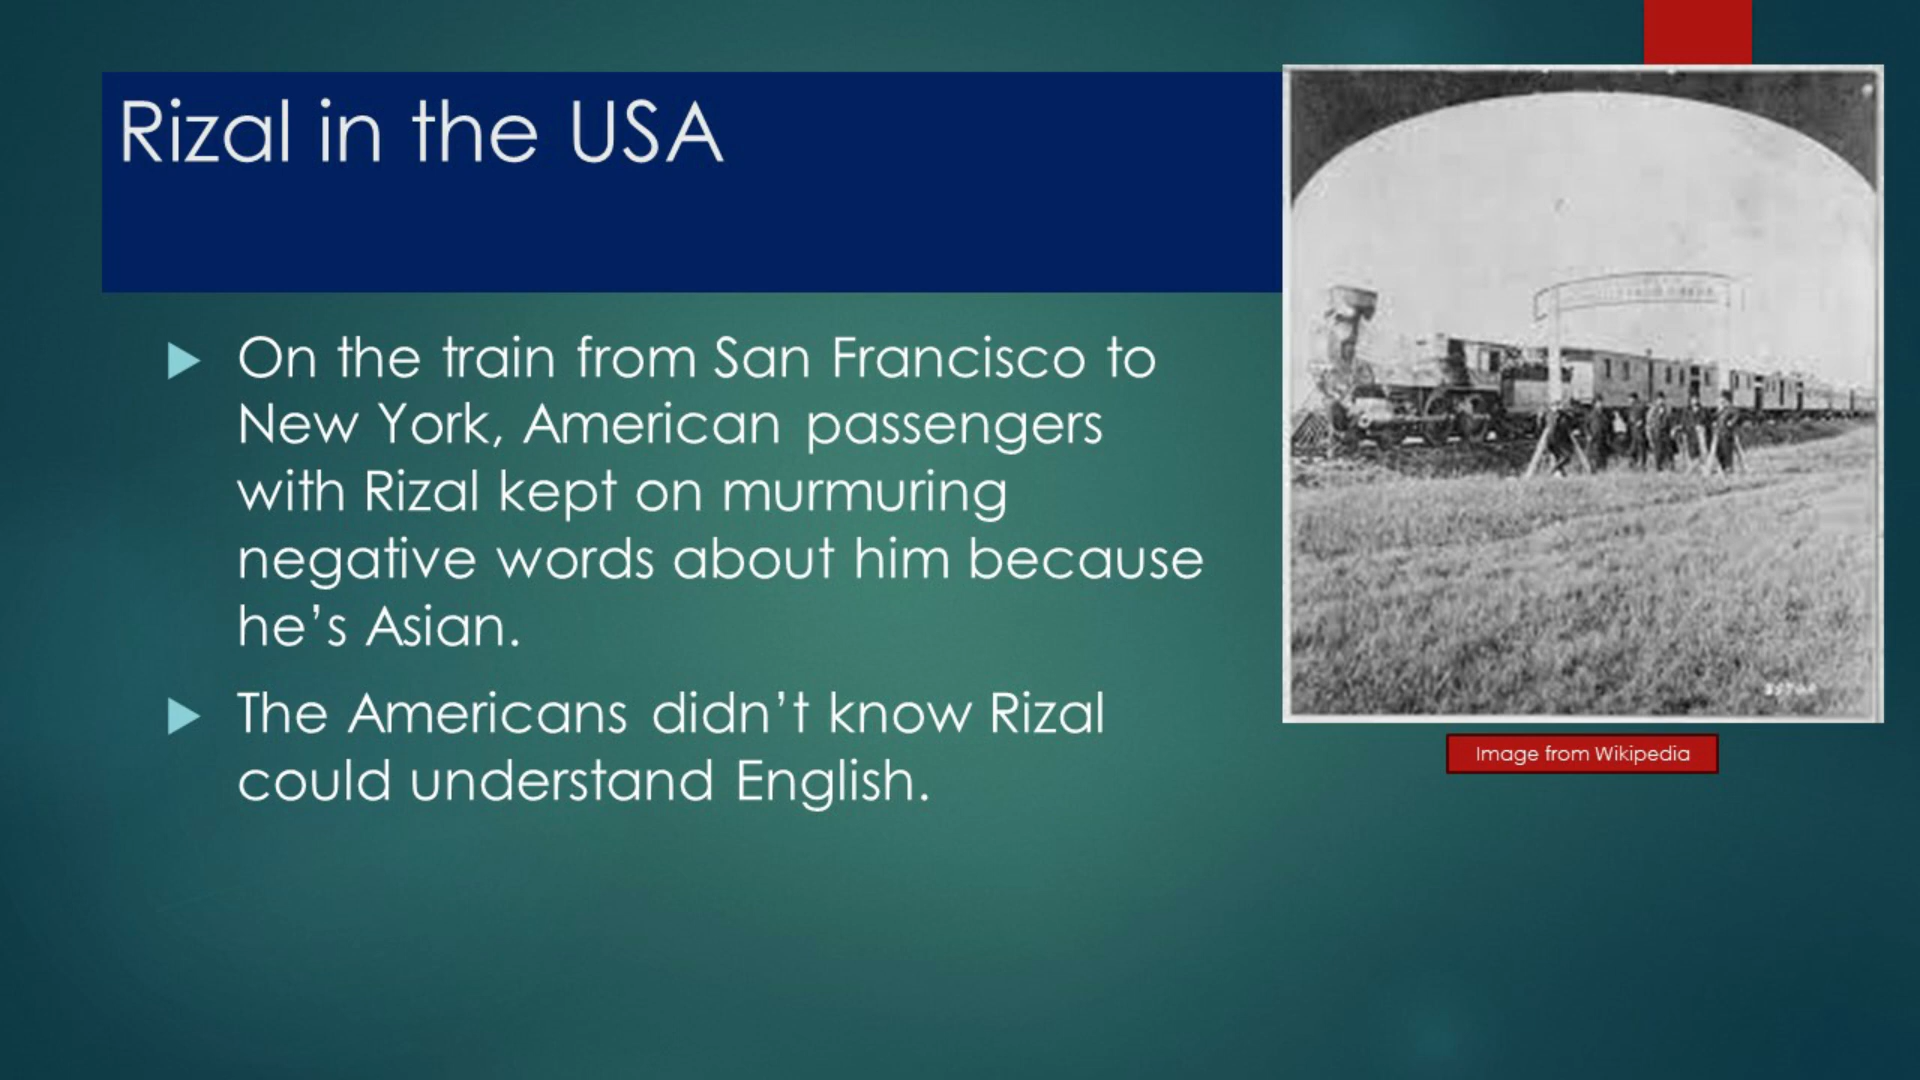 Rizal in the USA
On the train from San Francisco to
New York, American passengers
with Rizal kept on murmuring
negative words about him because
he’s Asian.
The Americans didn’t know Rizal
could understand English.
Image from Wikipedia